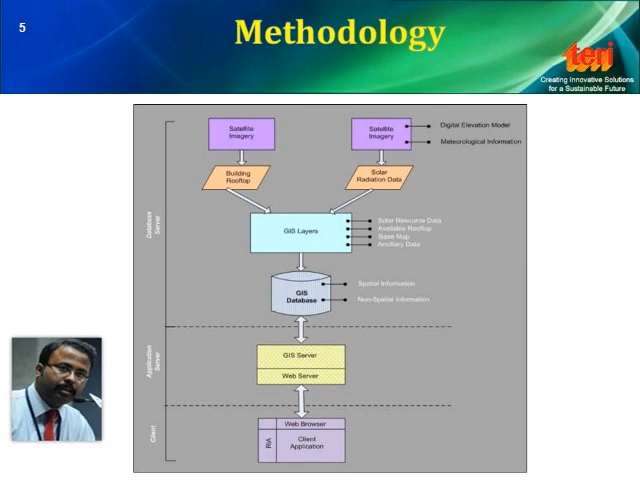 5
Methodology
teri
Creating Innovative Solutions
for a Sustainable Future
Satellite
Imagery
Satellite
Imagery
Digital Elevation Model
Meteorological Information
Building
Rooftop
Solar
Radiation Data
Database
Server
GIS Layers
Solar Resource Data
Available Rooftop
Base Map
Ancillary Data
GIS
Database
Spatial Information
Non-Spatial Information
Application
Server
GIS Server
Web Server
Client
Web Browser
RIA
Client
Application